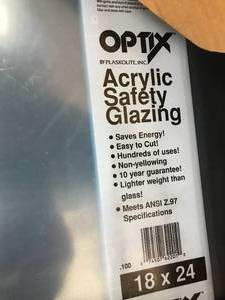 OPTIX
BY PLASKOLITE, INC.
Acrylic
Safety
Glazing
• Saves Energy!
• Easy to Cut!
• Hundreds of uses!
• Non-yellowing
• 10 year guarantee!
• Lighter weight than
glass!
• Meets ANSI Z.97
Specifications
.100
18 x 24